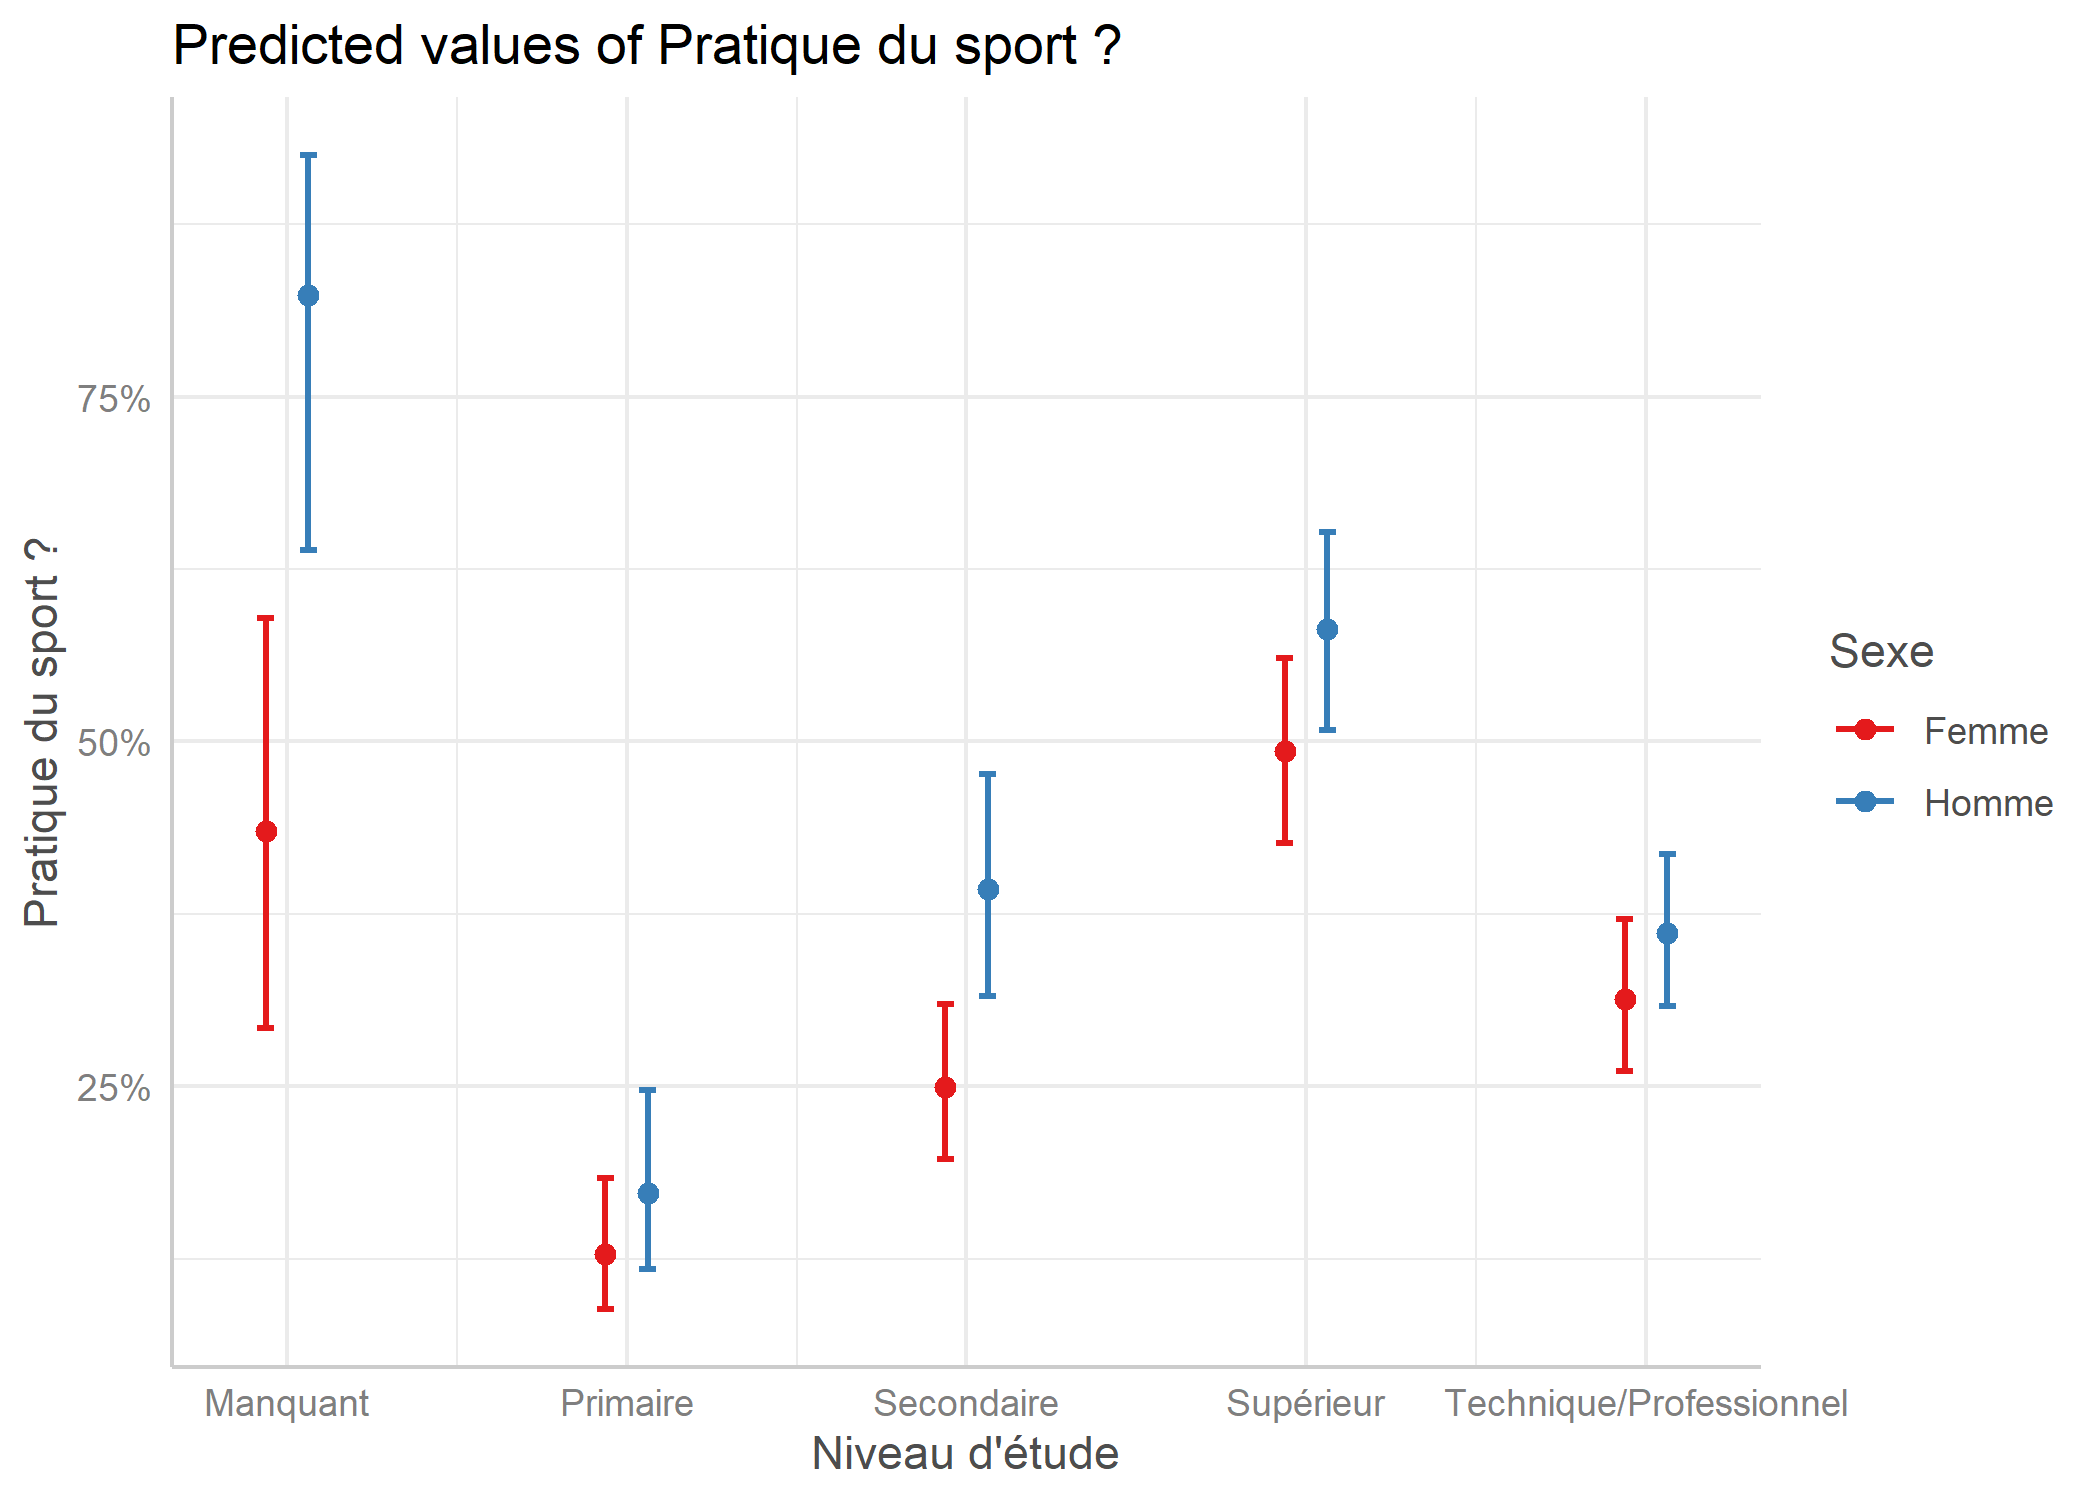 Predicted values of Pratique du sport ?
Pratique du sport ?
75%
50%
25%
Manquant
Primaire
Secondaire
Supérieur
Technique/Professionnel
Niveau d'étude
Sexe
Femme
Homme